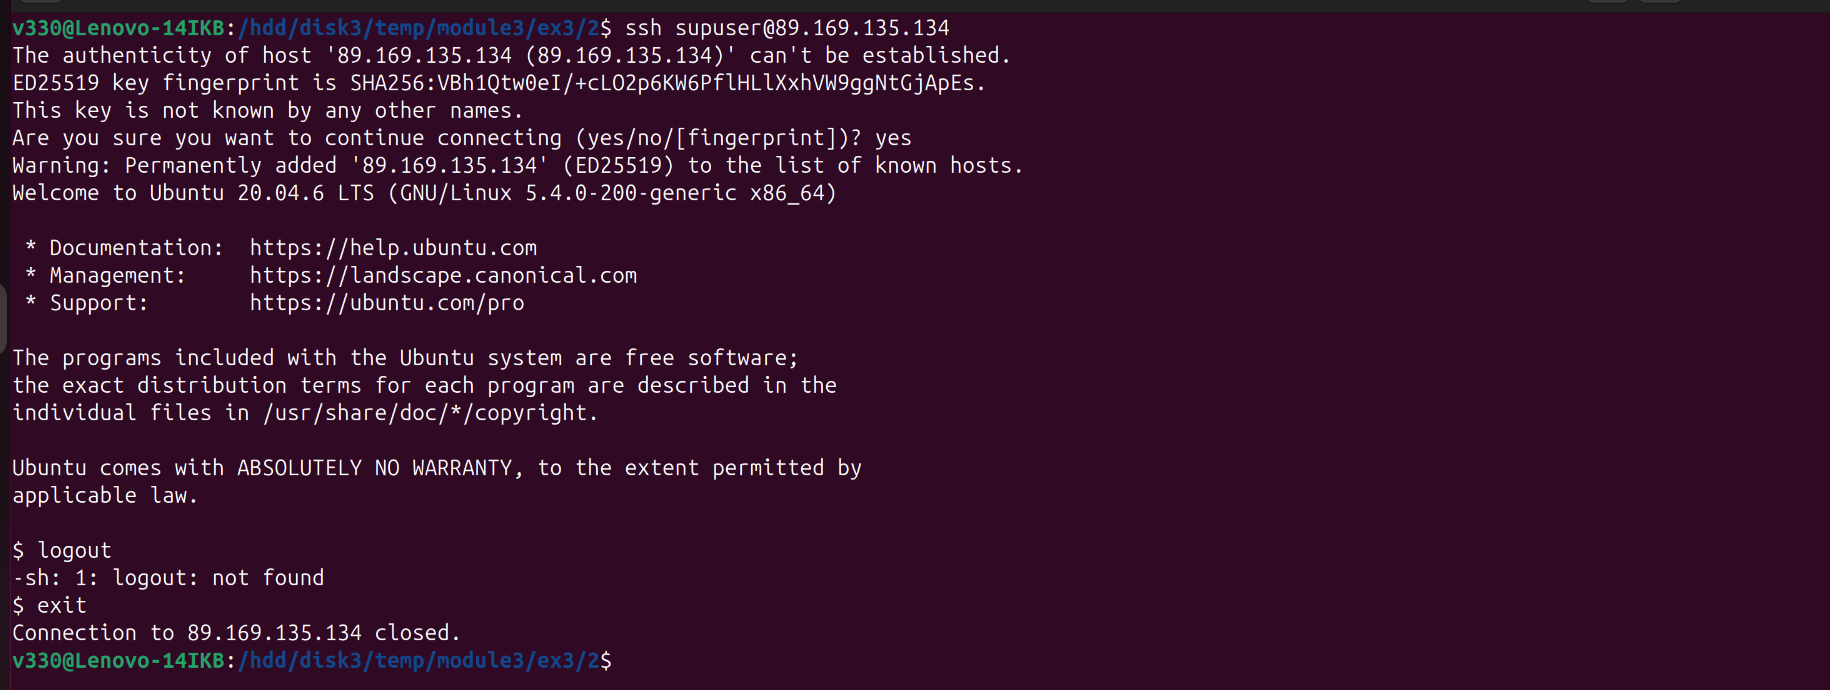 v330@Lenovo-14IKB:/hdd/disk3/temp/module3/ex3/2$ ssh supuser@89.169.135.134
The authenticity of host '89.169.135.134 (89.169.135.134)' can't be established.
ED25519 key fingerprint is SHA256:VBh1Qtw0eI/+cLO2p6KW6PflHLlXxhVW9ggNtGjApEs.
This key is not known by any other names.
Are you sure you want to continue connecting (yes/no/[fingerprint])? yes
Warning: Permanently added '89.169.135.134' (ED25519) to the list of known hosts.
Welcome to Ubuntu 20.04.6 LTS (GNU/Linux 5.4.0-200-generic x86_64)
* Documentation:  https://help.ubuntu.com
* Management:     https://landscape.canonical.com
* Support:        https://ubuntu.com/pro
The programs included with the Ubuntu system are free software;
the exact distribution terms for each program are described in the
individual files in /usr/share/doc/*/copyright.
Ubuntu comes with ABSOLUTELY NO WARRANTY, to the extent permitted by
applicable law.
$ logout
-sh: 1: logout: not found
$ exit
Connection to 89.169.135.134 closed.
v330@Lenovo-14IKB:/hdd/disk3/temp/module3/ex3/2$